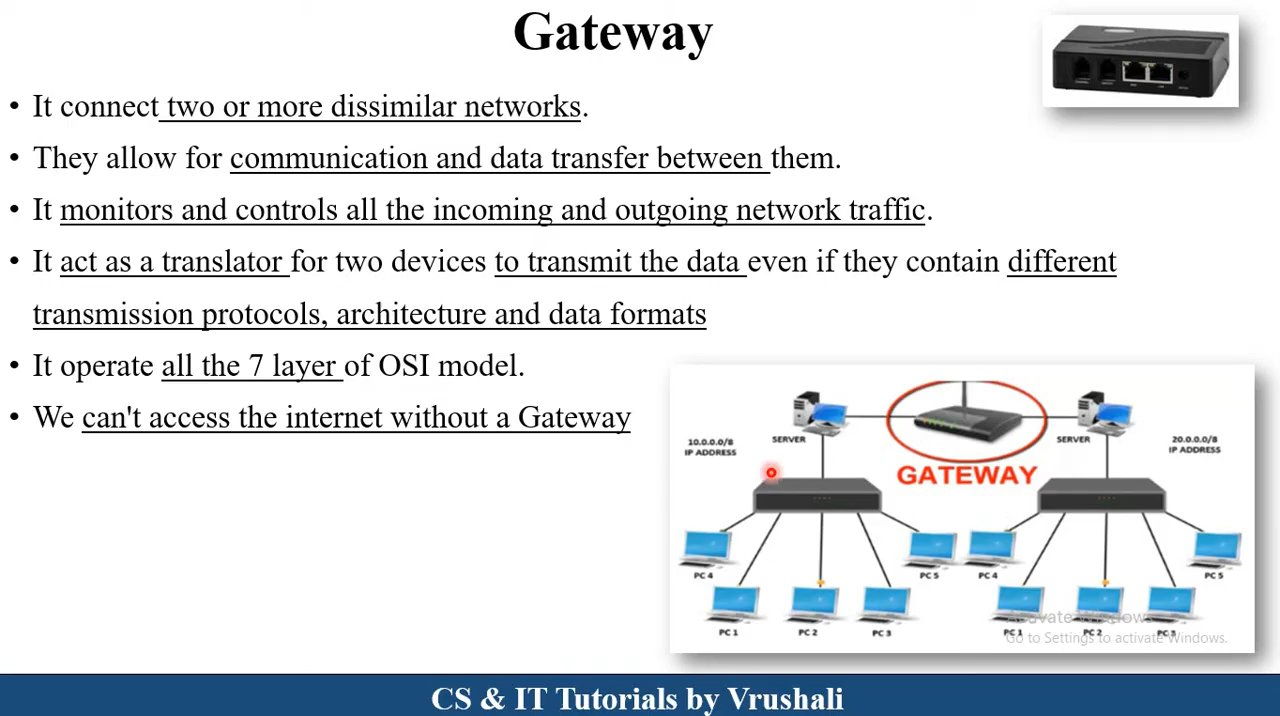 Gateway
• It connect two or more dissimilar networks.
• They allow for communication and data transfer between them.
• It monitors and controls all the incoming and outgoing network traffic.
• It act as a translator for two devices to transmit the data even if they contain different
transmission protocols, architecture and data formats
• It operate all the 7 layer of OSI model.
• We can't access the internet without a Gateway
SERVER
SERVER
10.0.0.0/8
IP ADDRESS
20.0.0.0/8
IP ADDRESS
GATEWAY
PC 4
PC 5
PC 4
PC 5
PC 1
PC 2
PC 3
PC 1
PC 2
PC 3
Activate Windows
Go to Settings to activate Windows.
CS & IT Tutorials by Vrushali